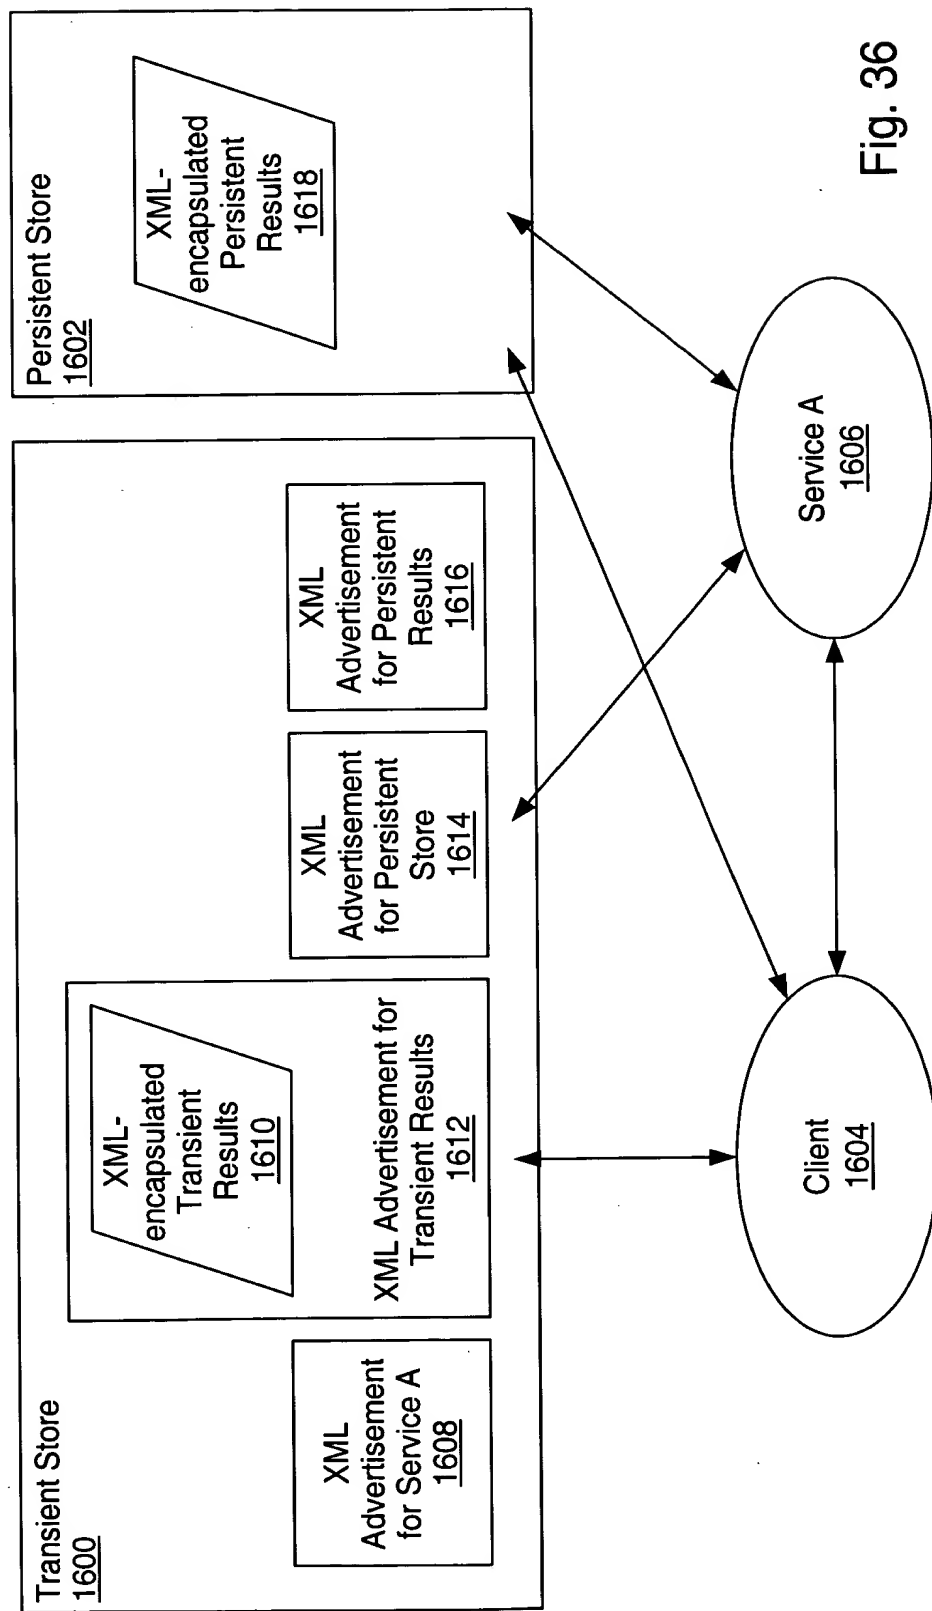 Transient Store
1600
XML
Advertisement
for Service A
1608
XML-
encapsulated
Transient
Results
1610
XML Advertisement for
Transient Results
1612
XML
Advertisement
for Persistent
Store
1614
XML
Advertisement
for Persistent
Results
1616
Persistent Store
1602
XML-
encapsulated
Persistent
Results
1618
Client
1604
Service A
1606
Fig. 36